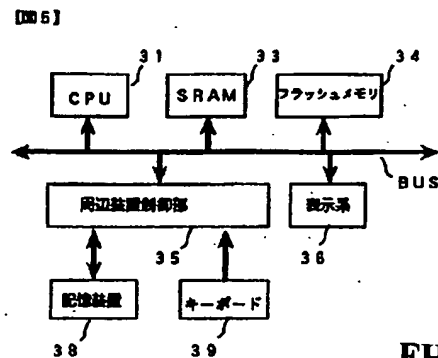 【図5】
31 33 34
CPU SRAM フラッシュメモリ
BUS
周辺装置制御部 表示系
35 36
記憶装置 キーボード
38 39